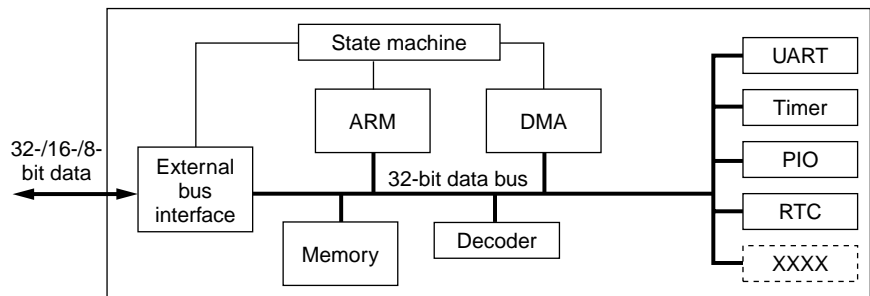 State machine
UART
ARM
DMA
Timer
32-/16-/8-
bit data
External
bus
interface
32-bit data bus
PIO
Memory
Decoder
RTC
XXXX